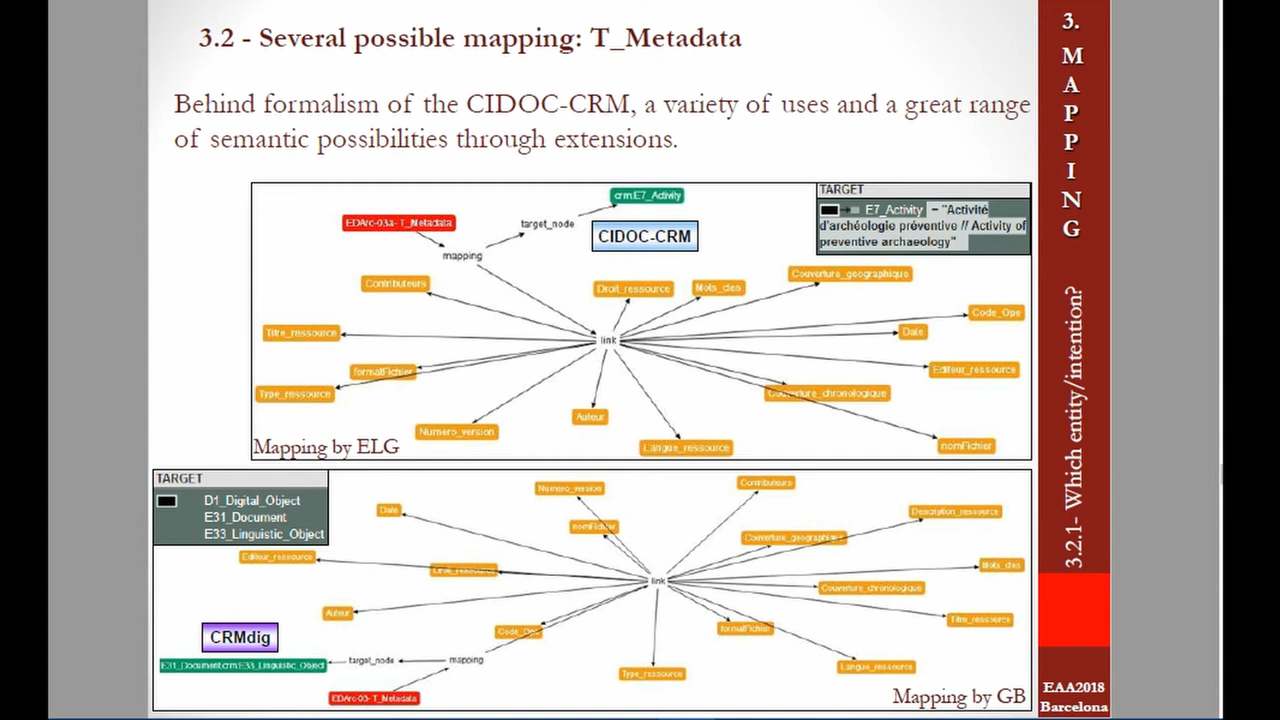 3.2 - Several possible mapping: T_Metadata
Behind formalism of the CIDOC-CRM, a variety of uses and a great range
of semantic possibilities through extensions.
crm:E7_Activity
EDArc-03a-T_Metadata
target_node
CIDOC-CRM
mapping
TARGET
E7_Activity – "Activité
d'archéologie préventive // Activity of
preventive archaeology"
Contributeurs
Droit_ressource
Mots_cles
Couverture_geographique
Code_Ope
Titre_ressource
link
Date
formatFichier
Editeur_ressource
Type_ressource
Couverture_chronologique
Auteur
Numero_version
Langue_ressource
nomFichier
Mapping by ELG
TARGET
D1_Digital_Object
E31_Document
E33_Linguistic_Object
Numero_version
Contributeurs
Date
nomFichier
Description_ressource
Couverture_geographique
Editeur_ressource
Droit_ressource
Mots_cles
link
Couverture_chronologique
Auteur
Titre_ressource
Code_Ope
formatFichier
CRMdig
E31_Document:crm:E33_Linguistic_Object
target_node
mapping
Type_ressource
Langue_ressource
EDArc-03-T_Metadata
Mapping by GB
3.
M
A
P
P
I
N
G
3.2.1- Which entity/intention?
EAA2018
Barcelona